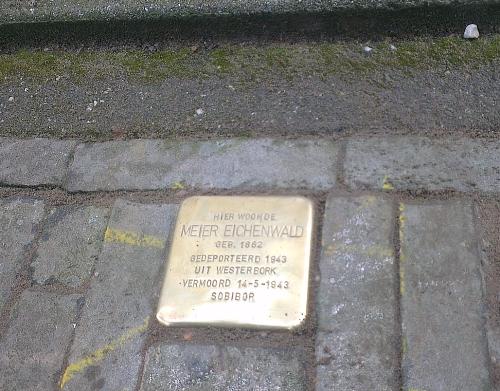 HIER WOONDE
MEIER EICHENWALD
GEB. 1862
GEDEPORTEERD 1943
UIT WESTERBORK
VERMOORD 14-5-1943
SOBIBOR